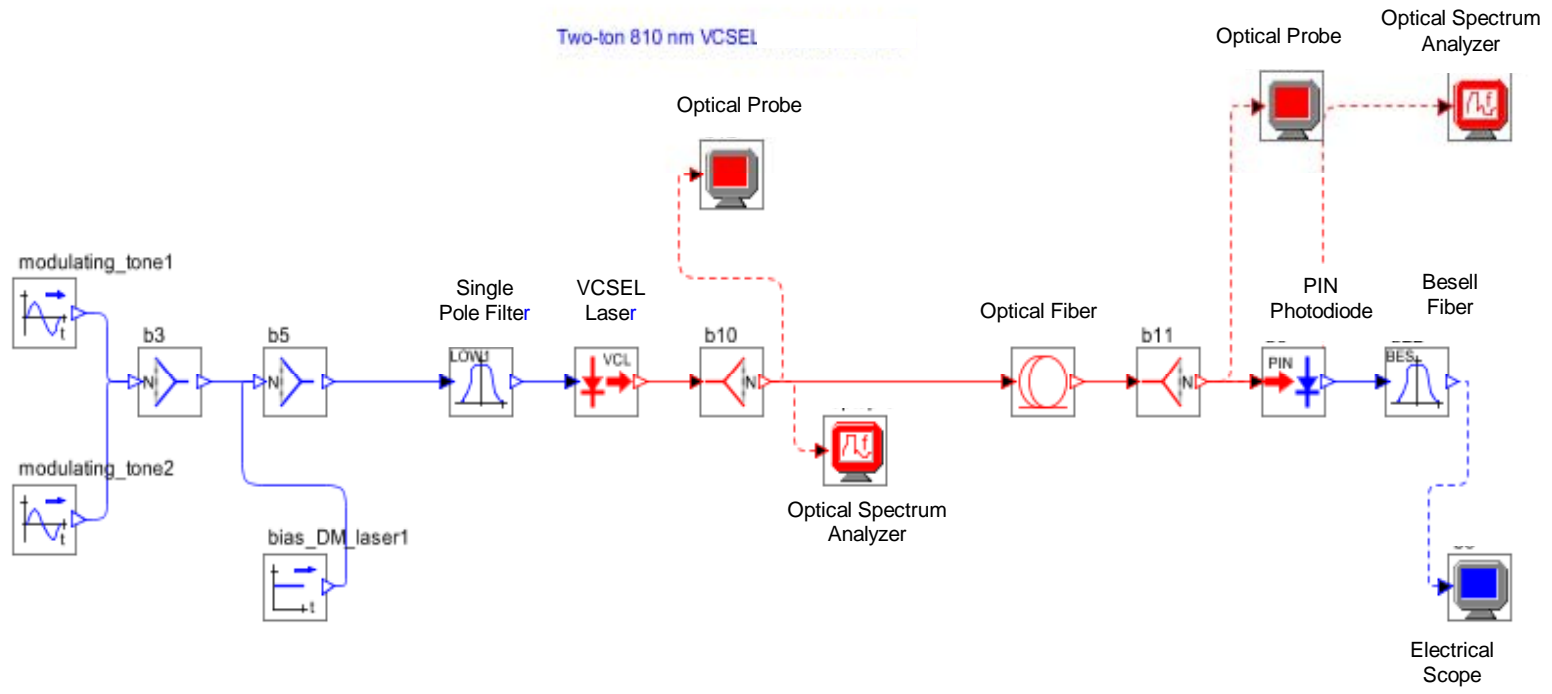 Two-ton 810 nm VCSEL
Optical Probe
Optical Spectrum
Analyzer
Optical Probe
modulating_tone1
Single
Pole Filter
VCSEL
Laser
Optical Fiber
PIN
Photodiode
Besell
Fiber
b3
b5
b10
b11
t
N
N
LOW1
VCL
N
N
PIN
BES
f
f
modulating_tone2
t
Optical Spectrum
Analyzer
bias_DM_laser1
t
Electrical
Scope